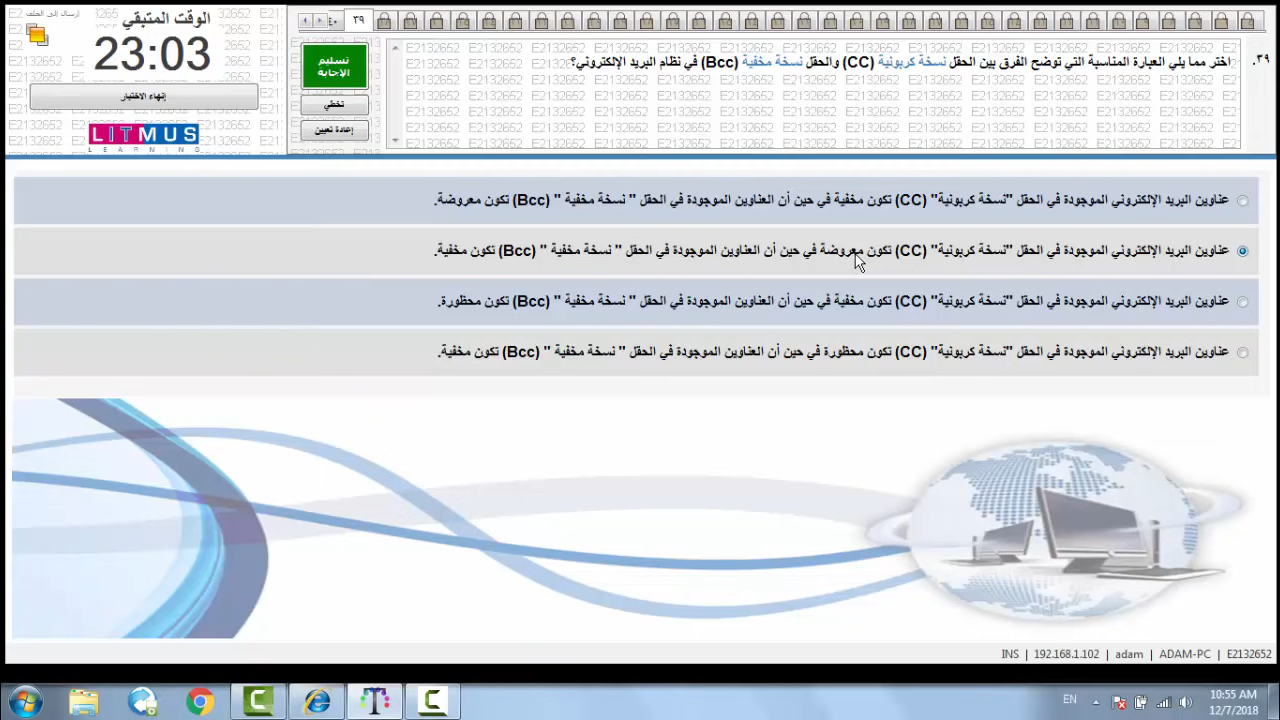 إرسال إلى الخلف
الوقت المتبقي
23:03
إنهاء الاختبار
LITMUS
LEARNING
٤٠
٣٩
تسليم الإجابة
تخطي
إعادة تعيين
٣٩. اختر مما يلي العبارة المناسبة التي توضح الفرق بين الحقل نسخة كربونية (CC) والحقل نسخة مخفية (Bcc) في نظام البريد الإلكتروني؟
E2132652
عناوين البريد الإلكتروني الموجودة في الحقل "نسخة كربونية" (CC) تكون مخفية في حين أن العناوين الموجودة في الحقل " نسخة مخفية " (Bcc) تكون معروضة.
عناوين البريد الإلكتروني الموجودة في الحقل "نسخة كربونية" (CC) تكون معروضة في حين أن العناوين الموجودة في الحقل " نسخة مخفية " (Bcc) تكون مخفية.
عناوين البريد الإلكتروني الموجودة في الحقل "نسخة كربونية" (CC) تكون مخفية في حين أن العناوين الموجودة في الحقل " نسخة مخفية " (Bcc) تكون محظورة.
عناوين البريد الإلكتروني الموجودة في الحقل "نسخة كربونية" (CC) تكون محظورة في حين أن العناوين الموجودة في الحقل " نسخة مخفية " (Bcc) تكون مخفية.
INS | 192.168.1.102 | adam | ADAM-PC | E2132652
EN
10:55 AM
12/7/2018